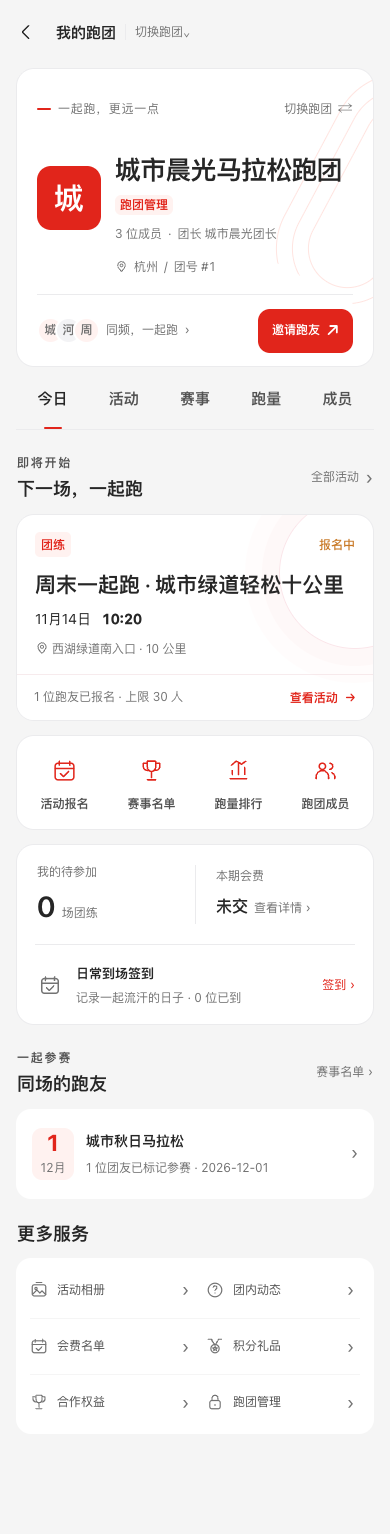 我的跑团 切换跑团
一起跑，更远一点 切换跑团
城 城市晨光马拉松跑团
跑团管理
3 位成员 · 团长 城市晨光团长
杭州 / 团号 #1
城 河 周 同频，一起跑 › 邀请跑友
今日 活动 赛事 跑量 成员
即将开始
下一场，一起跑 全部活动 ›
团练 报名中
周末一起跑 · 城市绿道轻松十公里
11月14日 10:20
西湖绿道南入口 · 10 公里
1 位跑友已报名 · 上限 30 人 查看活动 →
活动报名 赛事名单 跑量排行 跑团成员
我的待参加 本期会费
0 场团练 未交 查看详情 ›
日常到场签到
记录一起流汗的日子 · 0 位已到 签到 ›
一起参赛
同场的跑友 赛事名单 ›
1 城市秋日马拉松
12月 1 位团友已标记参赛 · 2026-12-01 ›
更多服务
活动相册 › 团内动态 ›
会费名单 › 积分礼品 ›
合作权益 › 跑团管理 ›